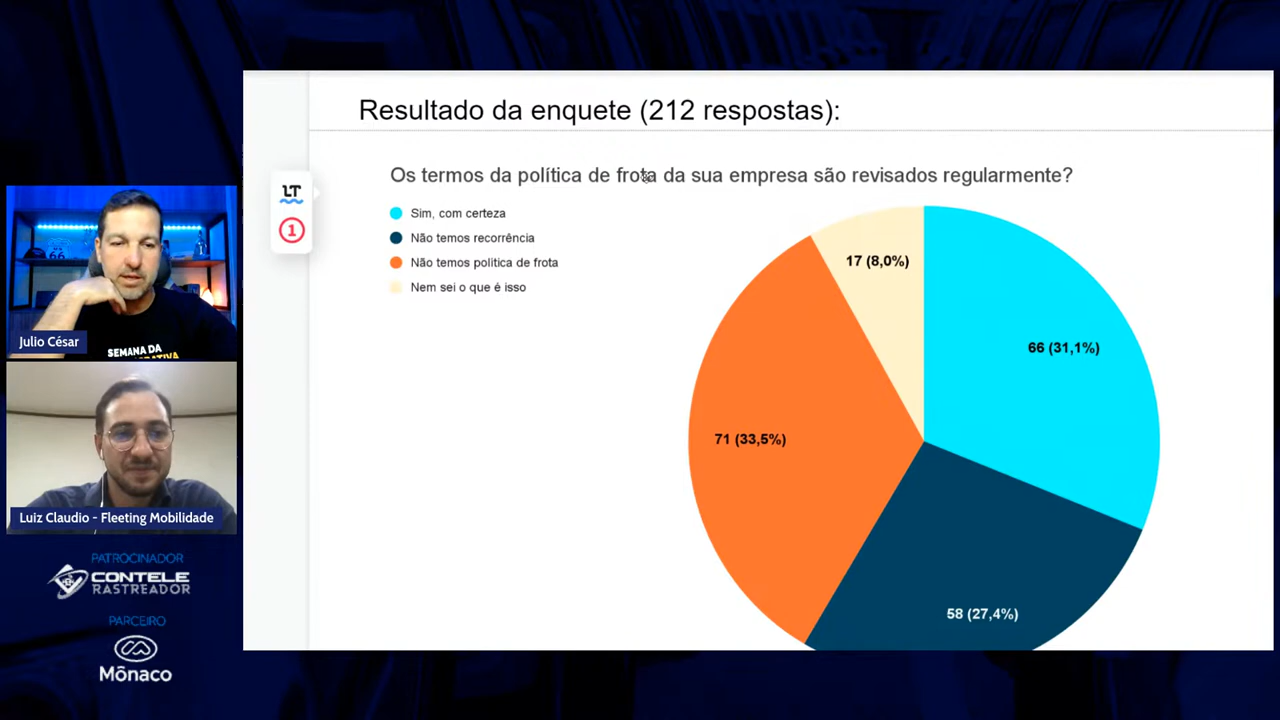 Resultado da enquete (212 respostas):
Os termos da política de frota da sua empresa são revisados regularmente?
Sim, com certeza
Não temos recorrência
Não temos política de frota
Nem sei o que é isso
17 (8,0%)
66 (31,1%)
71 (33,5%)
58 (27,4%)
LT
1
66
SEMANA DA
Julio César
Luiz Claudio - Fleeting Mobilidade
PATROCINADOR
CONTELE
RASTREADOR
PARCEIRO
Mônaco